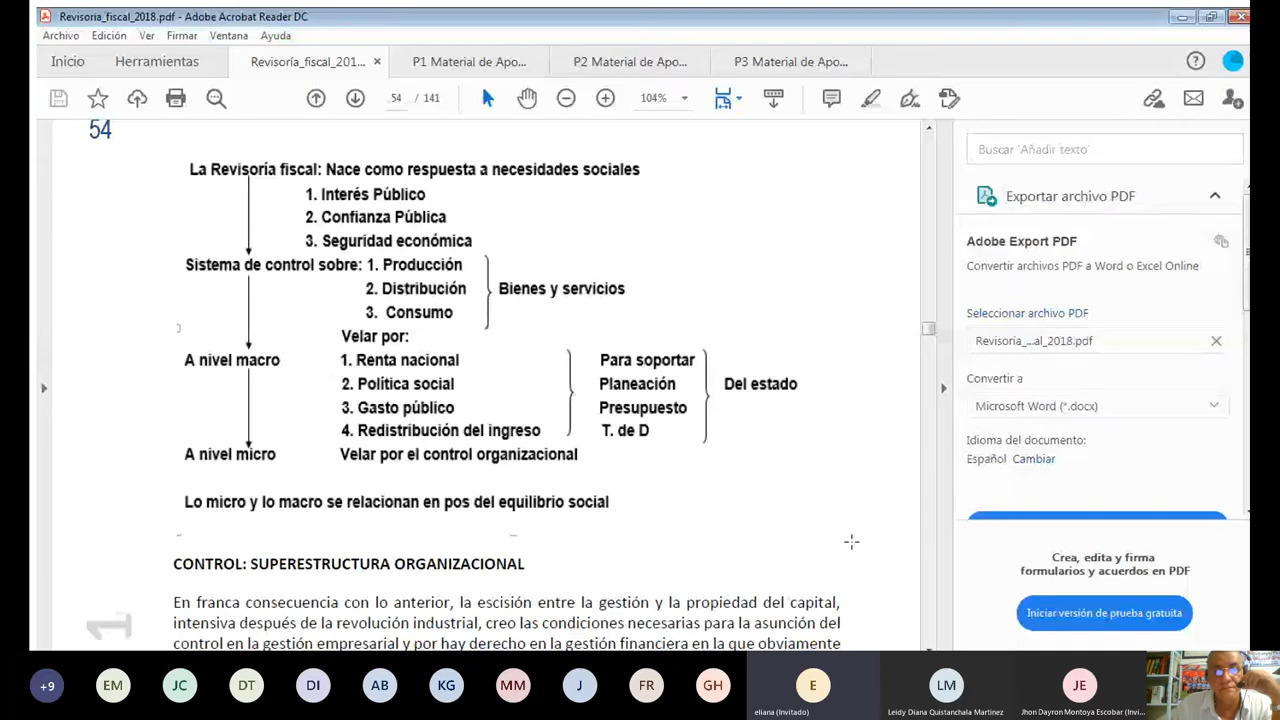 Revisoria_fiscal_2018.pdf - Adobe Acrobat Reader DC
Archivo Edición Ver Firmar Ventana Ayuda
Inicio Herramientas Revisoría_fiscal_201... × P1 Material de Apo... P2 Material de Apo... P3 Material de Apo...
54 / 141 104%
54
La Revisoría fiscal: Nace como respuesta a necesidades sociales
1. Interés Público
2. Confianza Pública
3. Seguridad económica
Sistema de control sobre: 1. Producción
2. Distribución Bienes y servicios
3. Consumo
Velar por:
A nivel macro 1. Renta nacional Para soportar
2. Política social Planeación Del estado
3. Gasto público Presupuesto
4. Redistribución del ingreso T. de D
A nivel micro Velar por el control organizacional
Lo micro y lo macro se relacionan en pos del equilibrio social
CONTROL: SUPERESTRUCTURA ORGANIZACIONAL
En franca consecuencia con lo anterior, la escisión entre la gestión y la propiedad del capital,
intensiva después de la revolución industrial, creo las condiciones necesarias para la asunción del
control en la gestión empresarial y por hay derecho en la gestión financiera en la que obviamente
Buscar 'Añadir texto'
Exportar archivo PDF
Adobe Export PDF
Convertir archivos PDF a Word o Excel Online
Seleccionar archivo PDF
Revisoria_...al_2018.pdf
Convertir a
Microsoft Word (*.docx)
Idioma del documento:
Español Cambiar
Crea, edita y firma
formularios y acuerdos en PDF
Iniciar versión de prueba gratuita
+9 EM JC DT DI AB KG MM J FR GH E LM JE
eliana (Invitado) Leidy Diana Quistanchala Martinez Jhon Dayron Montoya Escobar (Invi...